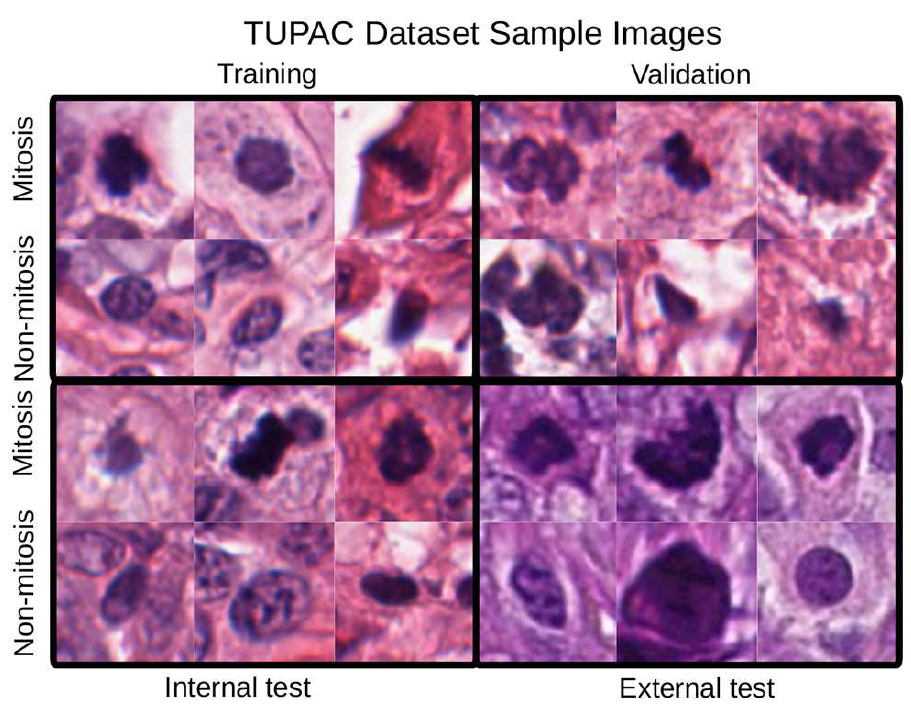 TUPAC Dataset Sample Images
Training
Validation
Mitosis
Non-mitosis
Mitosis
Non-mitosis
Internal test
External test